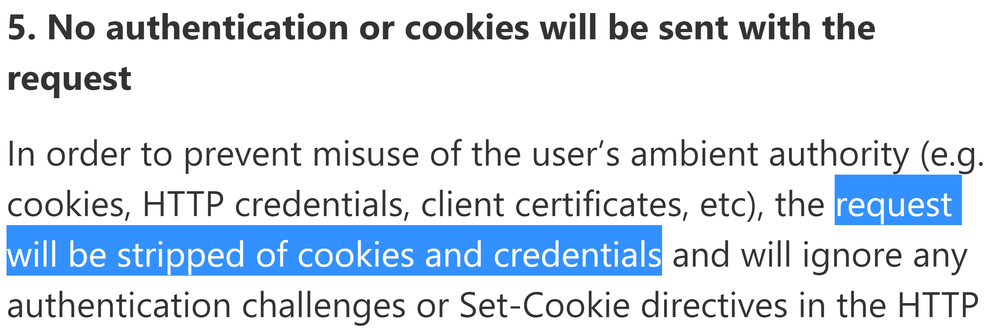 5. No authentication or cookies will be sent with the
request
In order to prevent misuse of the user’s ambient authority (e.g.
cookies, HTTP credentials, client certificates, etc), the request
will be stripped of cookies and credentials and will ignore any
authentication challenges or Set-Cookie directives in the HTTP